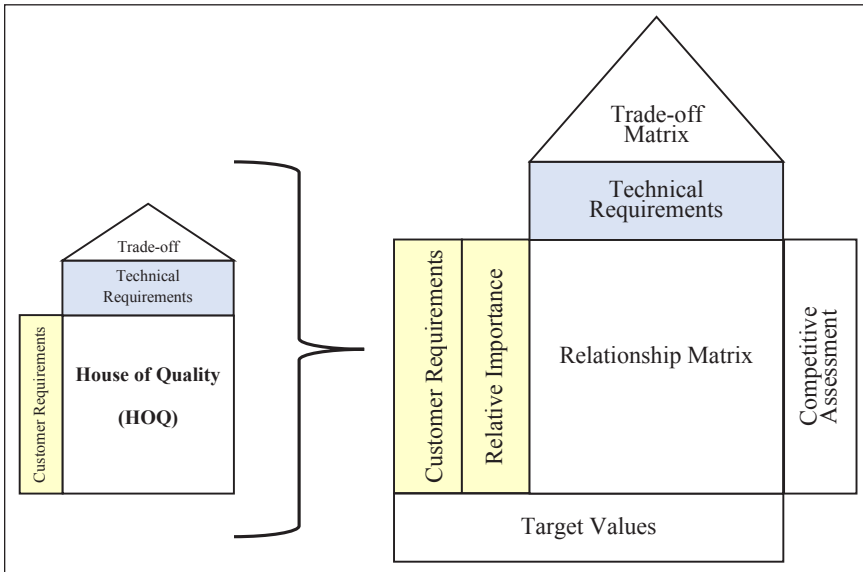 Trade-off
Technical
Requirements
Customer Requirements
House of Quality
(HOQ)
Trade-off
Matrix
Technical
Requirements
Customer Requirements
Relative Importance
Relationship Matrix
Competitive
Assessment
Target Values